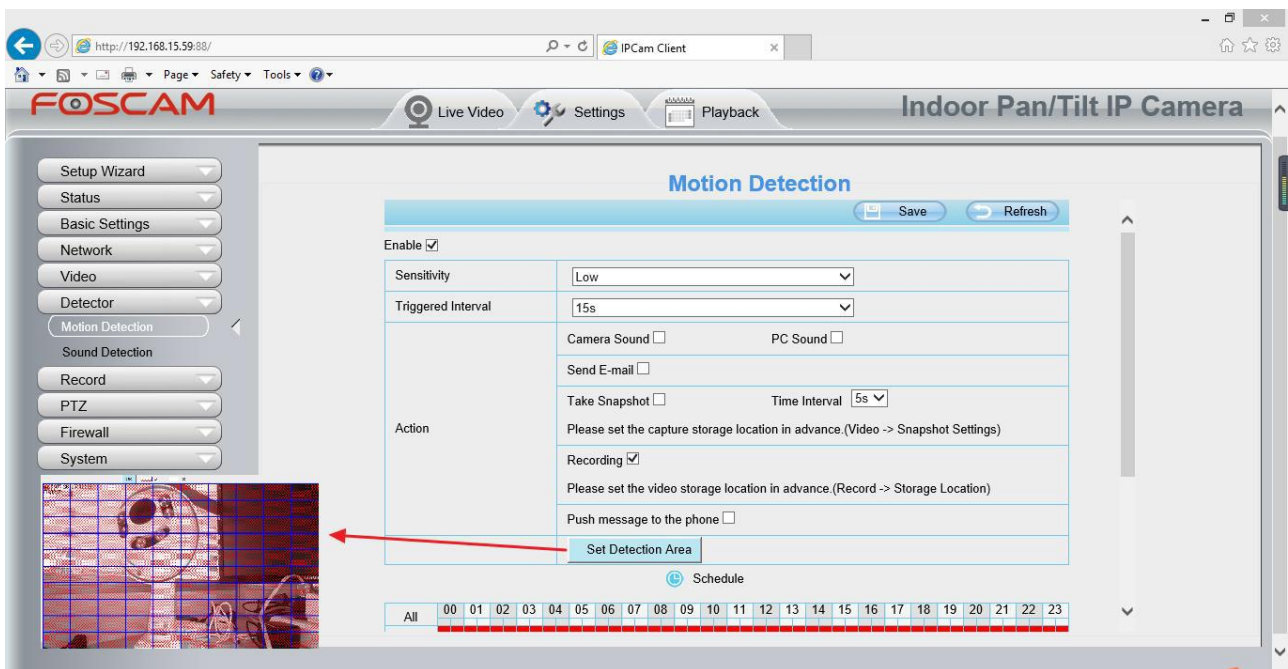 http://192.168.15.59:88/
IPCam Client
Page Safety Tools
FOSCAM
Live Video
Settings
Playback
Indoor Pan/Tilt IP Camera
Setup Wizard
Status
Basic Settings
Network
Video
Detector
Motion Detection
Sound Detection
Record
PTZ
Firewall
System
Motion Detection
Save
Refresh
Enable
Sensitivity
Low
Triggered Interval
15s
Action
Camera Sound
PC Sound
Send E-mail
Take Snapshot
Time Interval 5s
Please set the capture storage location in advance.(Video -> Snapshot Settings)
Recording
Please set the video storage location in advance.(Record -> Storage Location)
Push message to the phone
Set Detection Area
Schedule
All 00 01 02 03 04 05 06 07 08 09 10 11 12 13 14 15 16 17 18 19 20 21 22 23